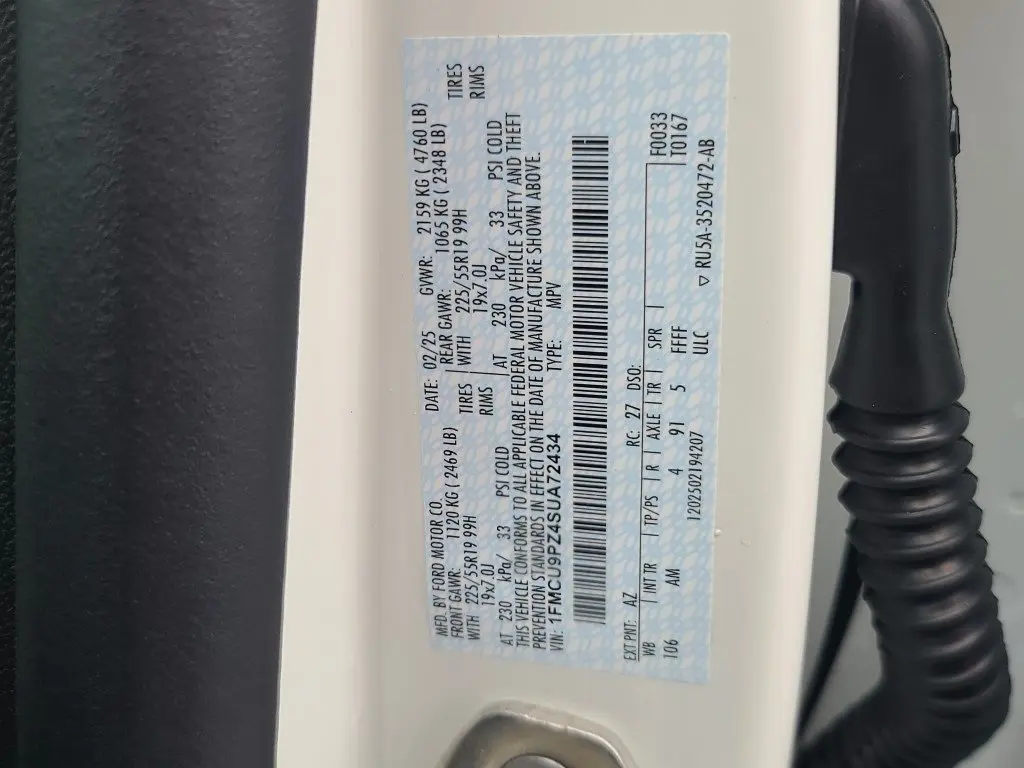 MFD. BY FORD MOTOR CO. DATE: 02/25 GVWR: 2159 KG ( 4760 LB)
FRONT GAWR: 1120 KG ( 2469 LB) REAR GAWR: 1065 KG ( 2348 LB)
WITH 225/55R19 99H TIRES WITH 225/55R19 99H TIRES
19x7.0J RIMS 19x7.0J RIMS
AT 230 kPa/ 33 PSI COLD AT 230 kPa/ 33 PSI COLD
THIS VEHICLE CONFORMS TO ALL APPLICABLE FEDERAL MOTOR VEHICLE SAFETY AND THEFT
PREVENTION STANDARDS IN EFFECT ON THE DATE OF MANUFACTURE SHOWN ABOVE.
VIN: 1FMCU9PZ4SUA72434 TYPE: MPV
EXT PNT: AZ RC: 27 DSO:
WB INT TR TP/PS R AXLE TR SPR F0033
106 AM 4 91 5 FFFF T0167
ULC
1202502194207 ▽ RU5A-3520472-AB